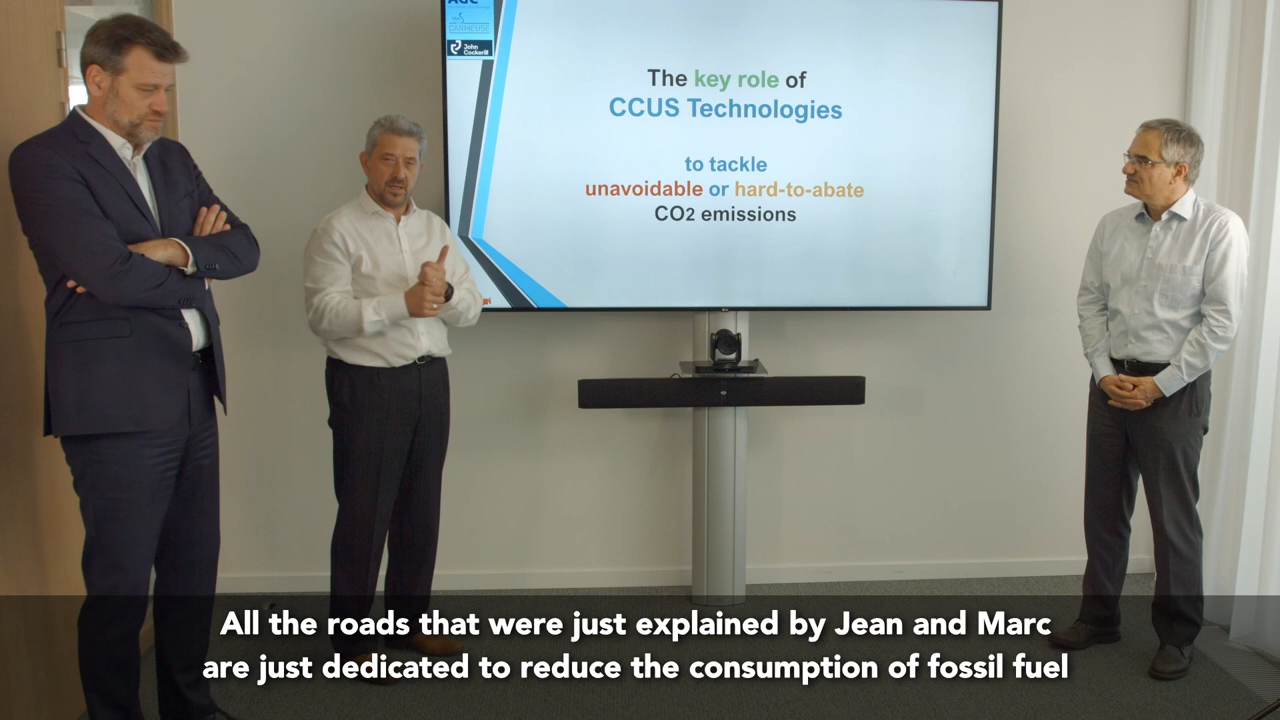 AGC
CARMEUSE
John
Cockerill
The key role of
CCUS Technologies
to tackle
unavoidable or hard-to-abate
CO2 emissions
All the roads that were just explained by Jean and Marc
are just dedicated to reduce the consumption of fossil fuel